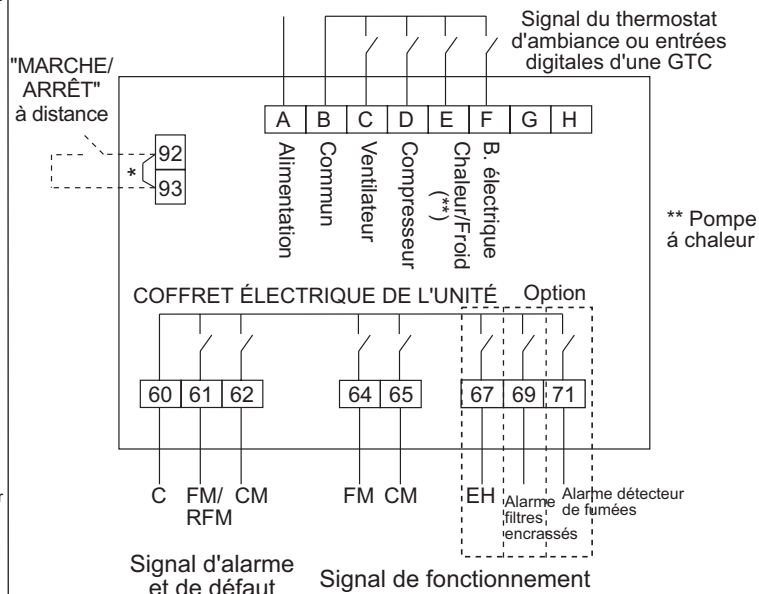 Signal du thermostat
d'ambiance ou entrées
digitales d'une GTC
"MARCHE/
ARRÊT"
à distance
A B C D E F G H
Alimentation
Commun
Ventilateur
Compresseur
Chaleur/Froid
(**)
B. électrique
92
*
93
** Pompe
á chaleur
COFFRET ÉLECTRIQUE DE L'UNITÉ Option
60 61 62 64 65 67 69 71
C FM/ CM FM CM EH
RFM
Alarme
filtres
encrassés
Alarme détecteur
de fumées
Signal d'alarme
et de défaut
Signal de fonctionnement